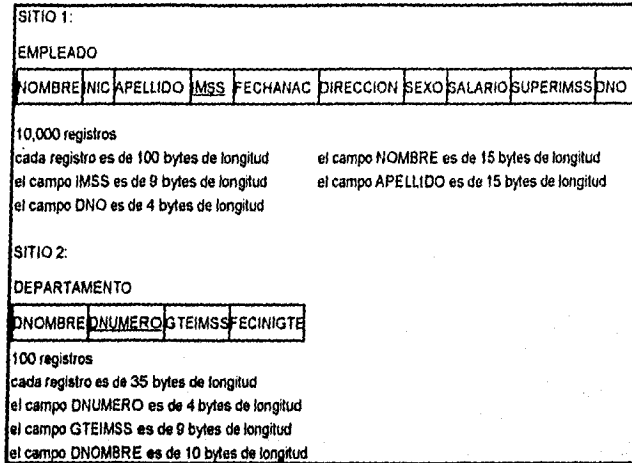 SITIO 1:
EMPLEADO
NOMBRE INIC APELLIDO IMSS FECHANAC DIRECCION SEXO SALARIO SUPERIMSS DNO
10,000 registros
cada registro es de 100 bytes de longitud el campo NOMBRE es de 15 bytes de longitud
el campo IMSS es de 9 bytes de longitud el campo APELLIDO es de 15 bytes de longitud
el campo DNO es de 4 bytes de longitud
SITIO 2:
DEPARTAMENTO
DNOMBRE DNUMERO GTEIMSS FECINIGTE
100 registros
cada registro es de 35 bytes de longitud
el campo DNUMERO es de 4 bytes de longitud
el campo GTEIMSS es de 9 bytes de longitud
el campo DNOMBRE es de 10 bytes de longitud